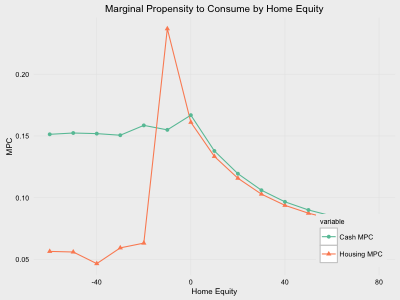 Marginal Propensity to Consume by Home Equity
MPC
0.20
0.15
0.10
0.05
-40
0
40
80
Home Equity
variable
Cash MPC
Housing MPC